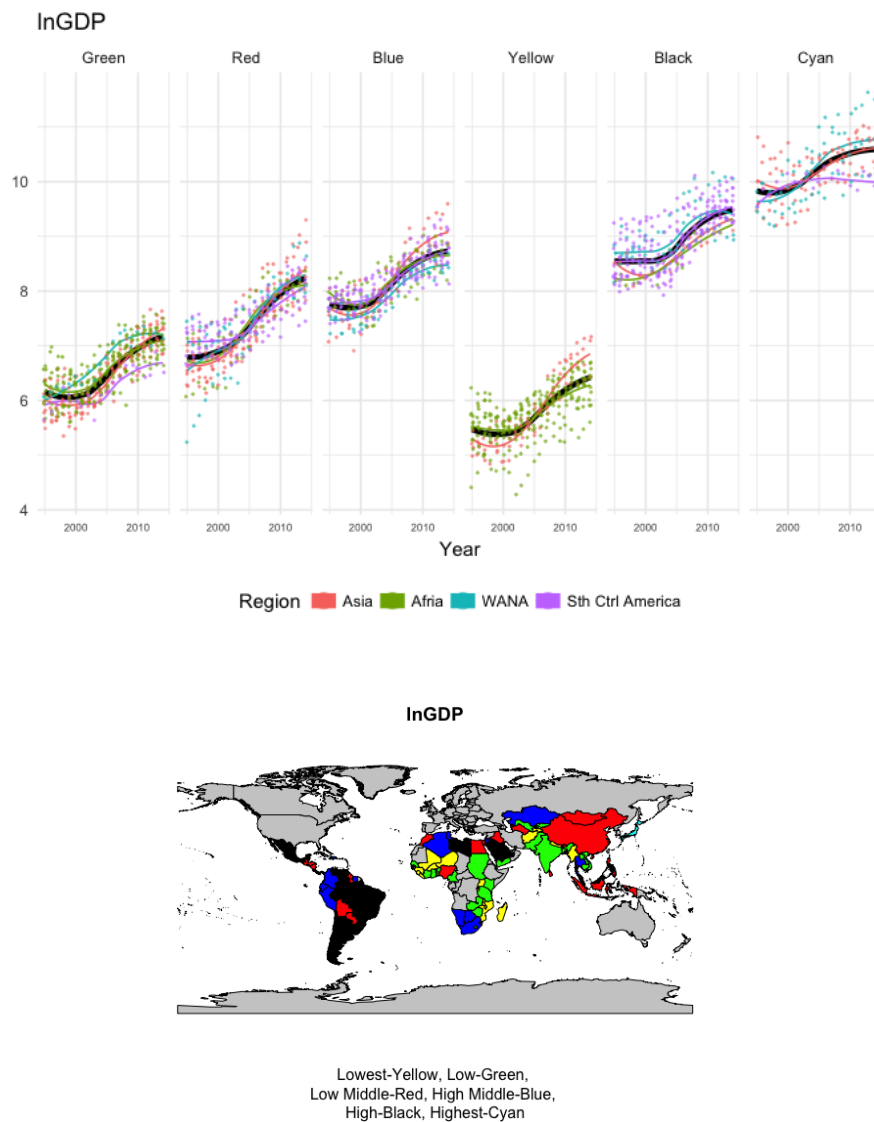 lnGDP
Green Red Blue Yellow Black Cyan
10
8
6
4
2000 2010 2000 2010 2000 2010 2000 2010 2000 2010 2000 2010
Year
Region Asia Afria WANA Sth Ctrl America
lnGDP
Lowest-Yellow, Low-Green,
Low Middle-Red, High Middle-Blue,
High-Black, Highest-Cyan